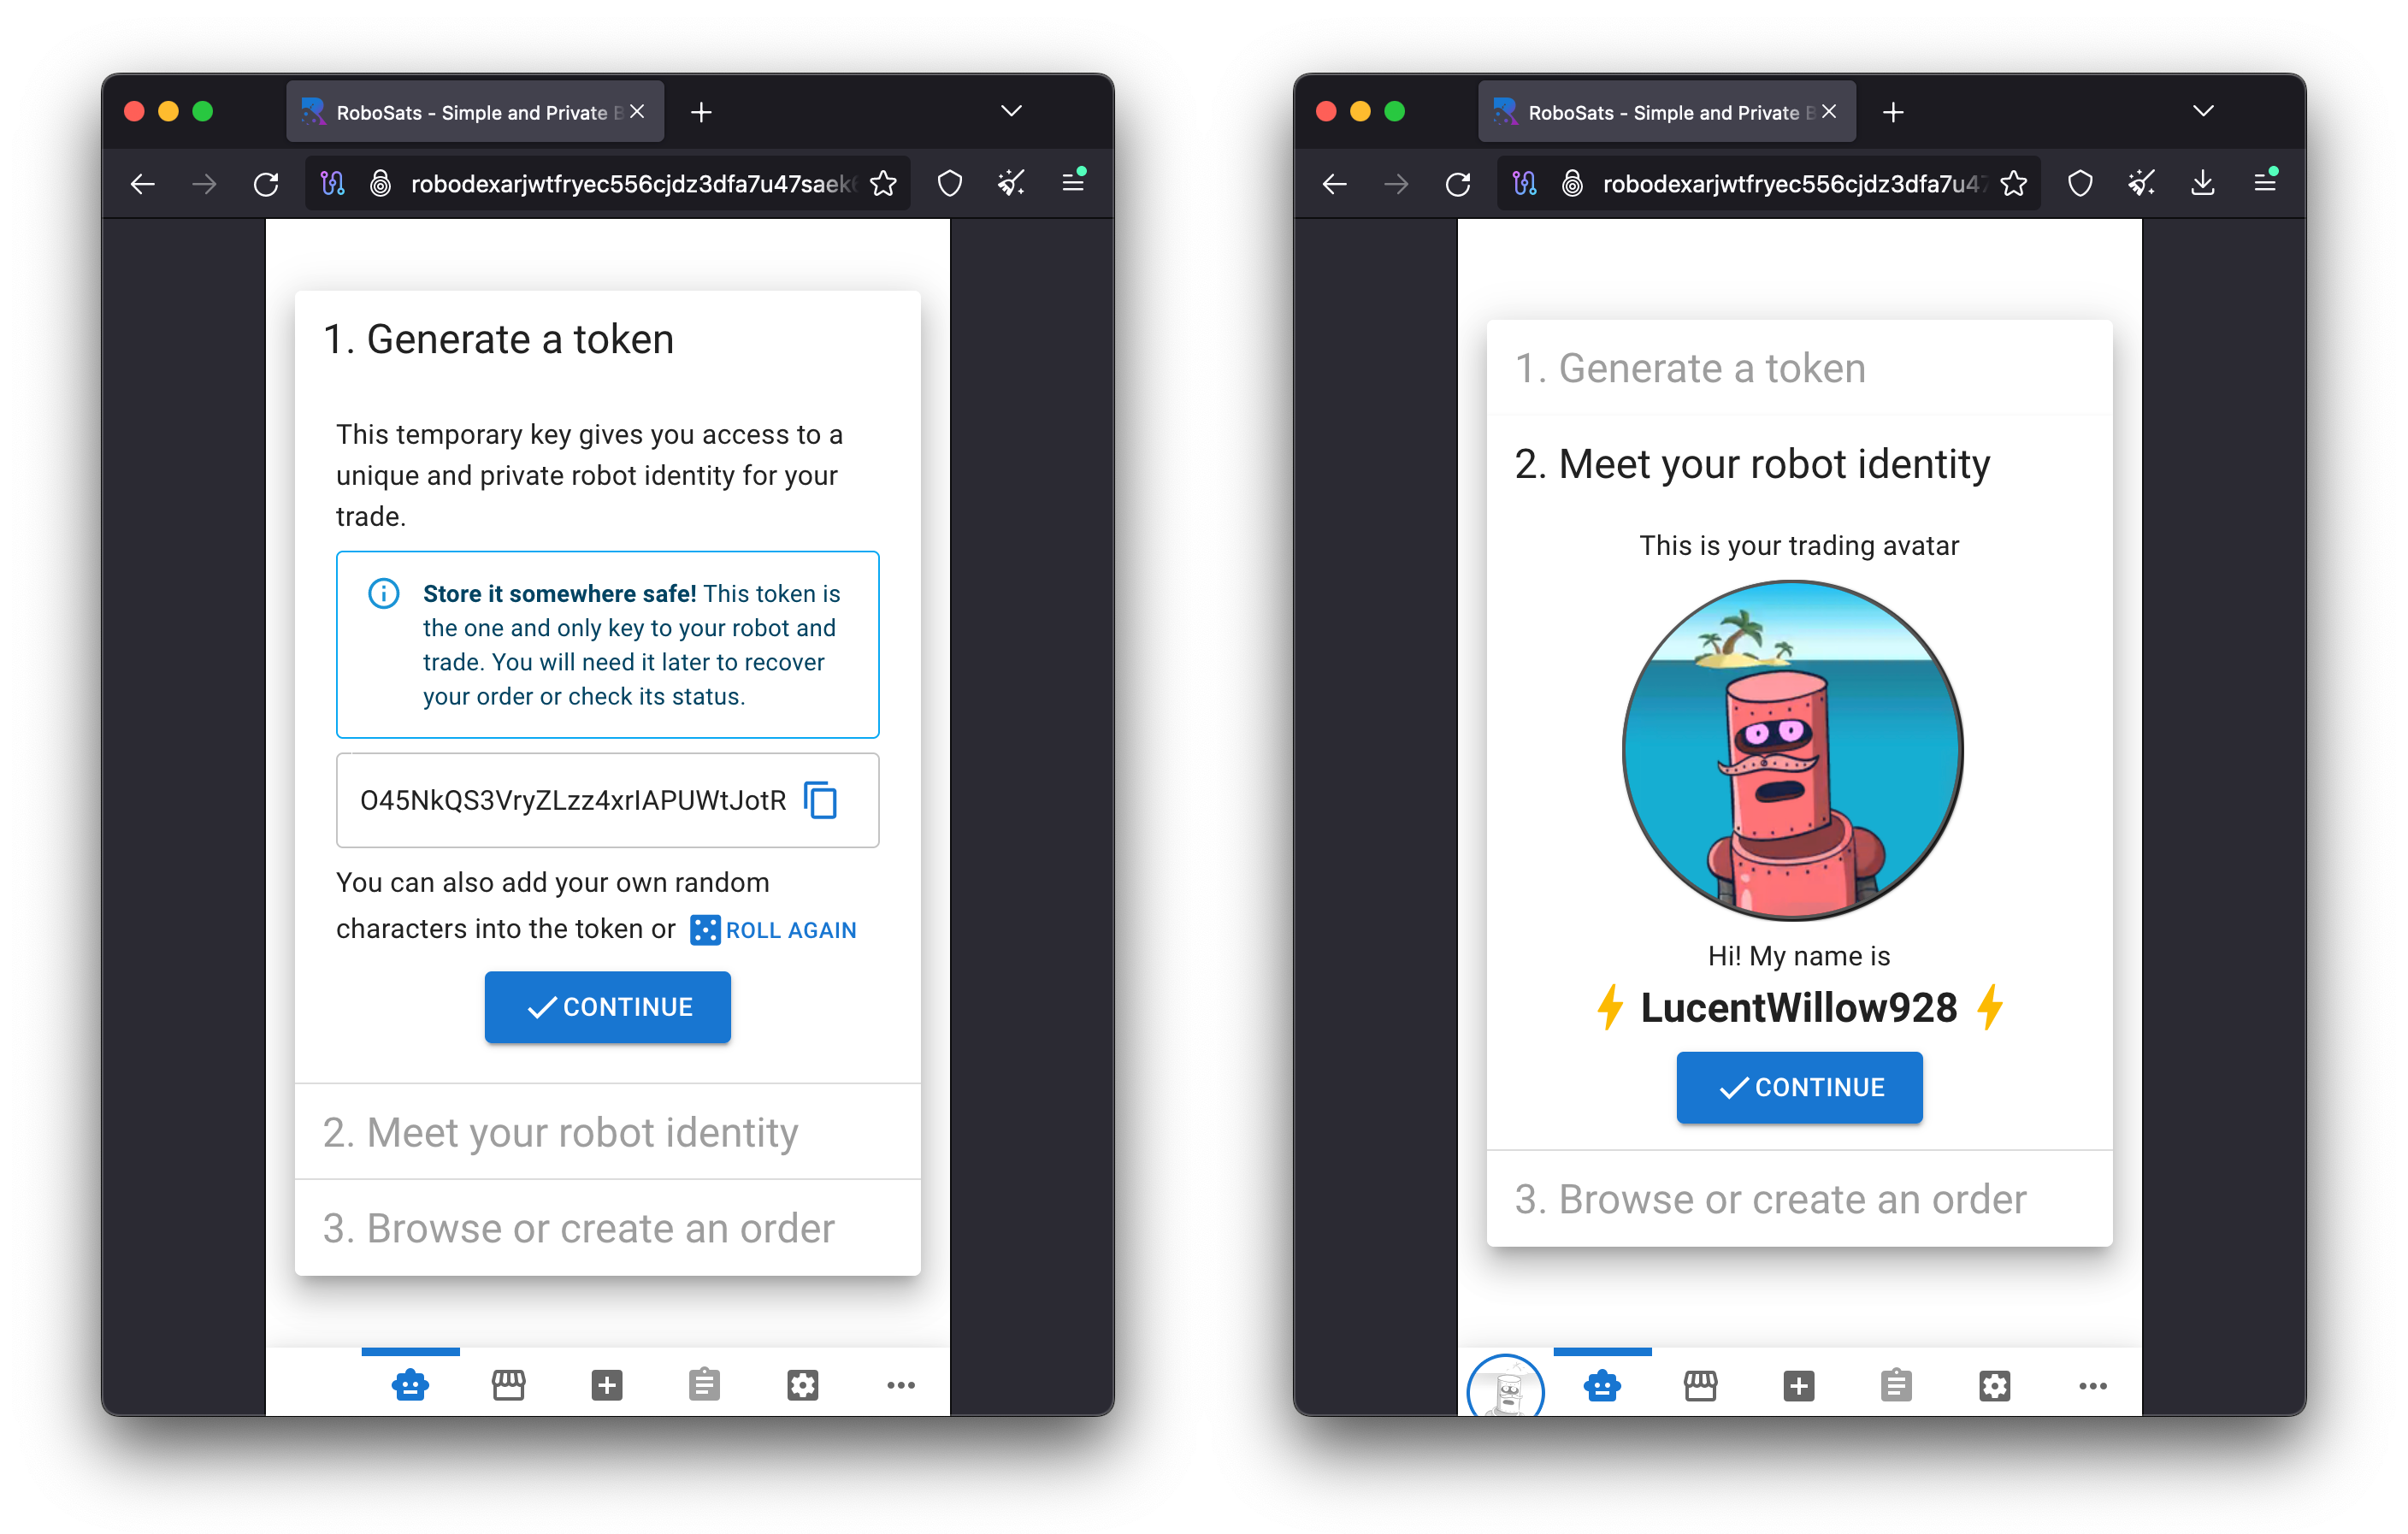 RoboSats - Simple and Private B
robodexarjwtfryec556cjdz3dfa7u47saek
1. Generate a token
This temporary key gives you access to a
unique and private robot identity for your
trade.
Store it somewhere safe! This token is
the one and only key to your robot and
trade. You will need it later to recover
your order or check its status.
O45NkQS3VryZLzz4xrIAPUWtJotR
You can also add your own random
characters into the token or ROLL AGAIN
CONTINUE
2. Meet your robot identity
3. Browse or create an order
RoboSats - Simple and Private B
robodexarjwtfryec556cjdz3dfa7u47
1. Generate a token
2. Meet your robot identity
This is your trading avatar
Hi! My name is
LucentWillow928
CONTINUE
3. Browse or create an order